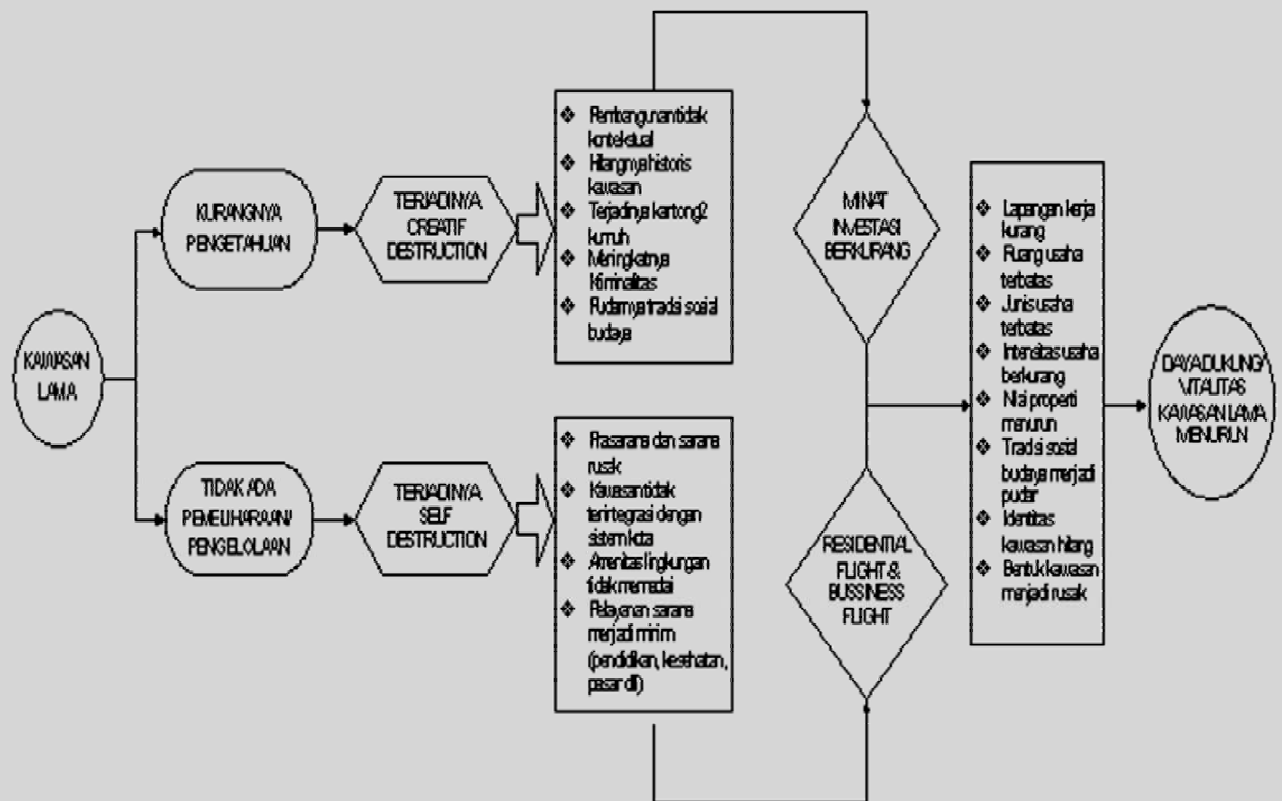 KAWASAN
LAMA
KURANGNYA
PENGETAHUAN
TERJADINYA
CREATIF
DESTRUCTION
❖ Pembangunan tidak
kontekstual
❖ Hilangnya historis
kawasan
❖ Terjadinya kantong2
kumuh
❖ Meningkatnya
Kriminalitas
❖ Pudarnya tradisi sosial
budaya
MINAT
INVESTASI
BERKURANG
TIDAK ADA
PEMELIHARAAN/
PENGELOLAAN
TERJADINYA
SELF
DESTRUCTION
❖ Prasarana dan sarana
rusak
❖ Kawasan tidak
terintegrasi dengan
sistem kota
❖ Amenitas lingkungan
tidak memadai
❖ Pelayanan sarana
menjadi minim
(pendidikan, kesehatan,
pasar dll)
RESIDENTIAL
FLIGHT &
BUSSINESS
FLIGHT
❖ Lapangan kerja
kurang
❖ Ruang usaha
terbatas
❖ Junis usaha
terbatas
❖ Intensitas usaha
berkurang
❖ Nilai properti
menurun
❖ Tradisi sosial
budaya menjadi
pudar
❖ Identitas
kawasan hilang
❖ Bentuk kawasan
menjadi rusak
DAYA DUKUNG/
VITALITAS
KAWASAN LAMA
MENURUN